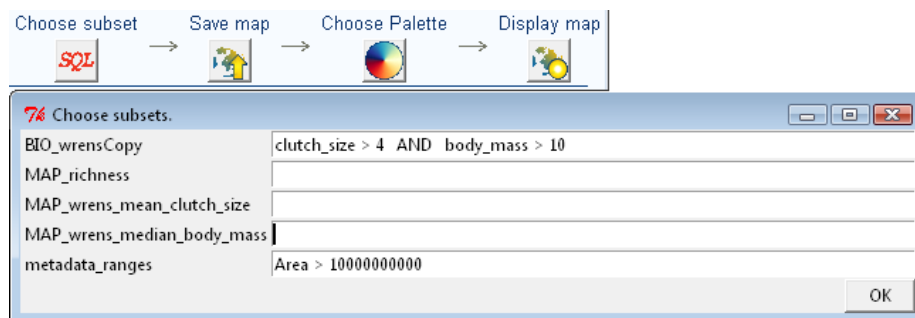 Choose subset Save map Choose Palette Display map
SQL
Choose subsets.
BIO_wrensCopy clutch_size > 4 AND body_mass > 10
MAP_richness
MAP_wrens_mean_clutch_size
MAP_wrens_median_body_mass
metadata_ranges Area > 10000000000
OK